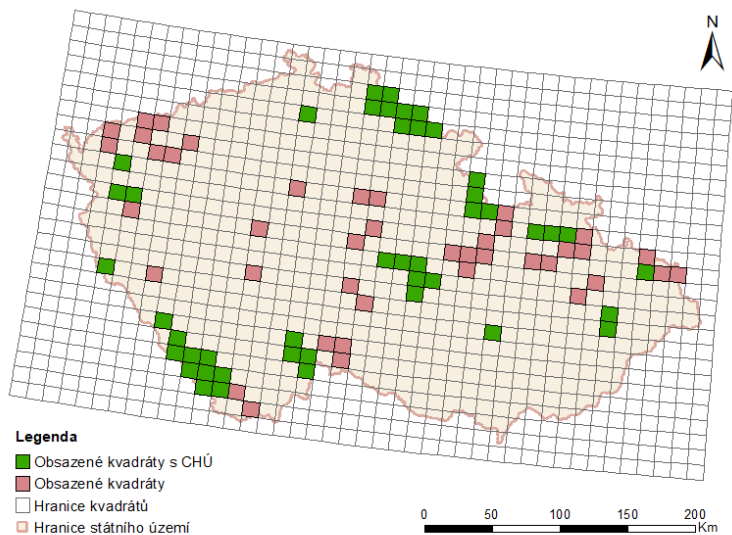 N
Legenda
Obsazené kvadráty s CHÚ
Obsazené kvadráty
Hranice kvadrátů
Hranice státního území
0 50 100 150 200
Km